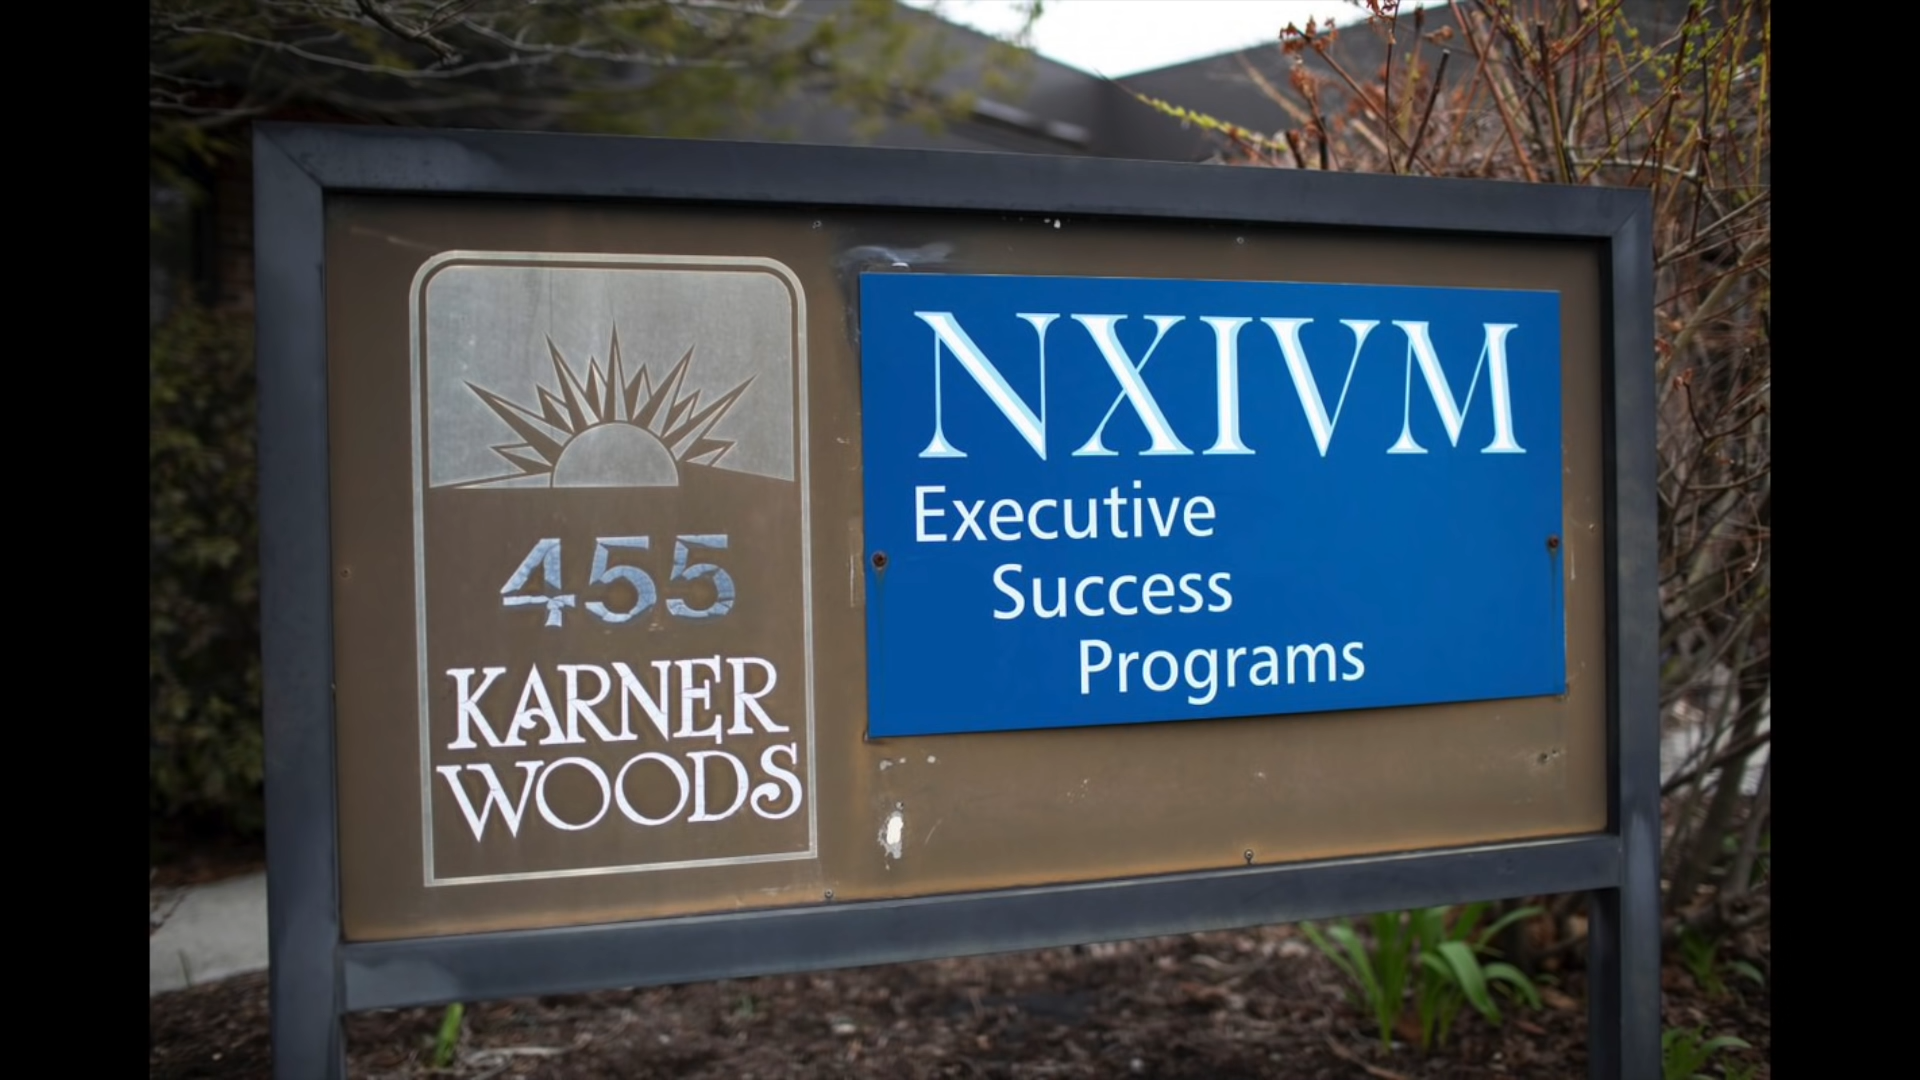 455
KARNER
WOODS
NXIVM
Executive
Success
Programs